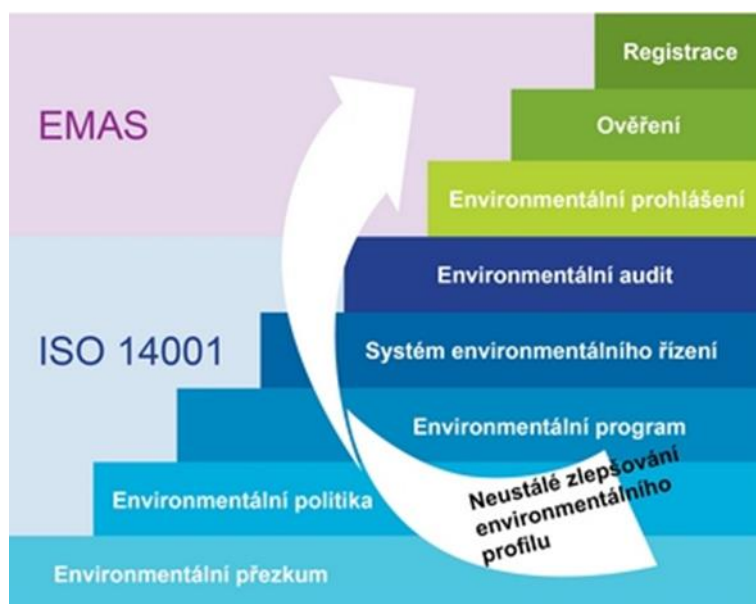 Registrace
EMAS
Ověření
Environmentální prohlášení
Environmentální audit
ISO 14001
Systém environmentálního řízení
Environmentální program
Environmentální politika
Neustálé zlepšování
environmentálního
profilu
Environmentální přezkum